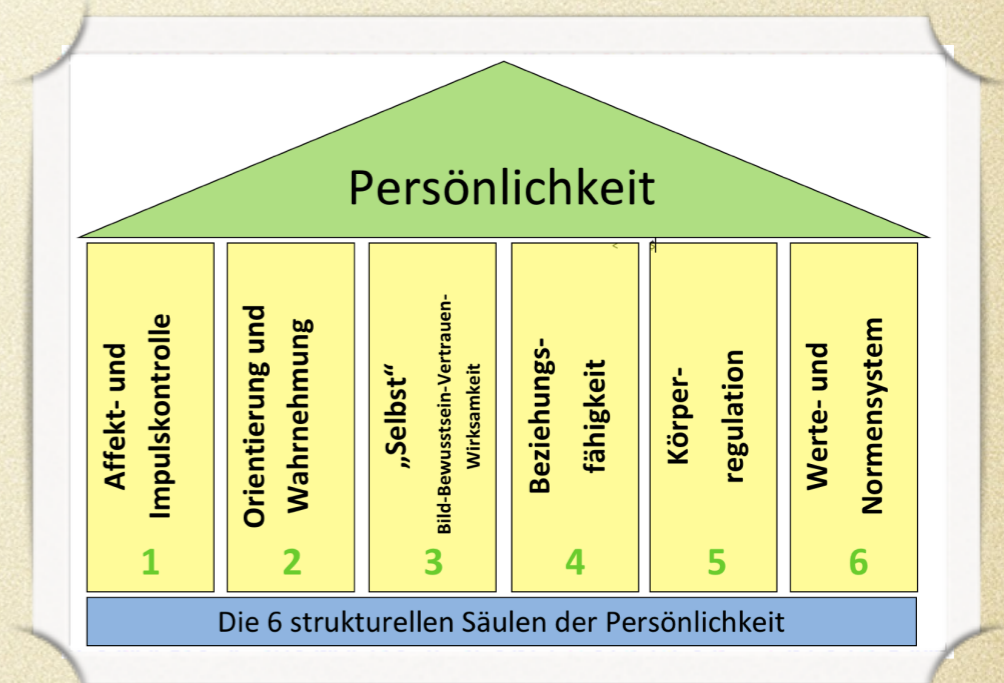 Persönlichkeit
Affekt- und
Impulskontrolle
1
Orientierung und
Wahrnehmung
2
„Selbst“
Bild-Bewusstsein-Vertrauen-
Wirksamkeit
3
Beziehungs-
fähigkeit
4
Körper-
regulation
5
Werte- und
Normensystem
6
Die 6 strukturellen Säulen der Persönlichkeit